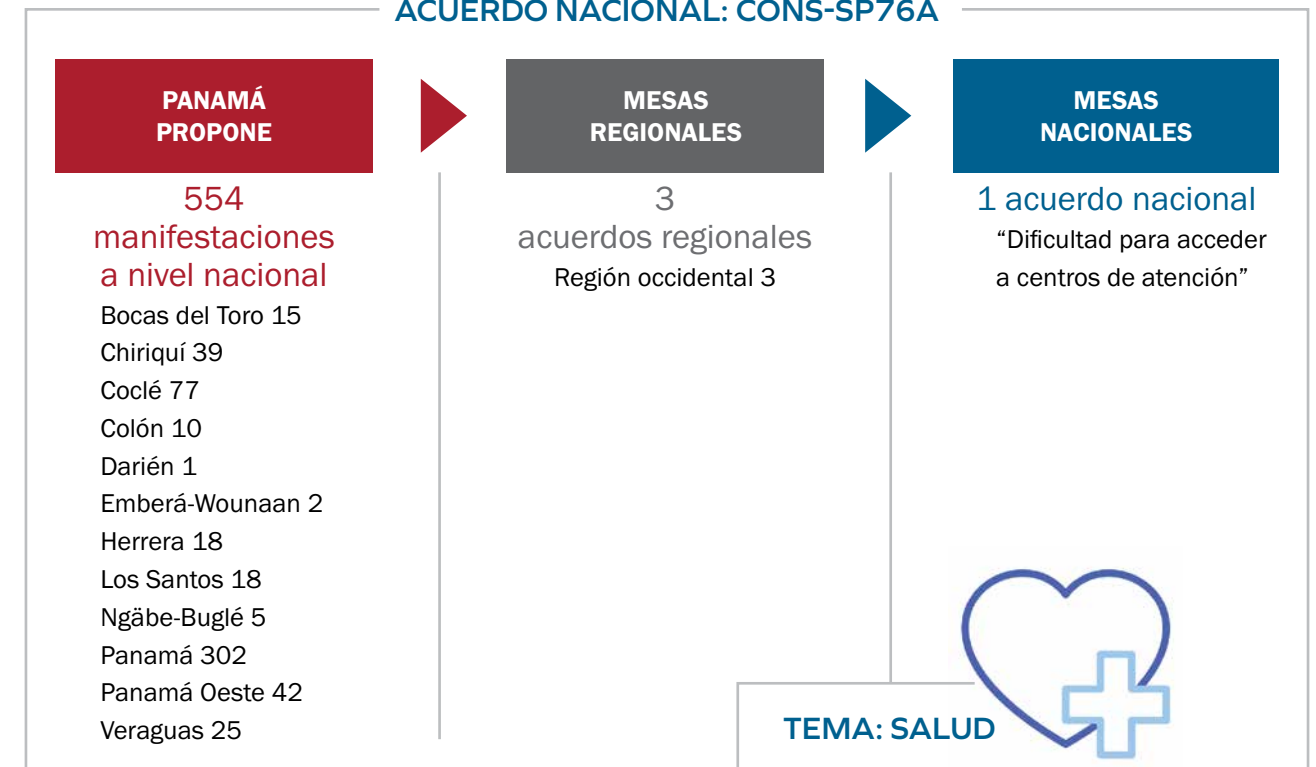 ACUERDO NACIONAL: CONS-SP76A
PANAMÁ
PROPONE
554
manifestaciones
a nivel nacional
Bocas del Toro 15
Chiriquí 39
Coclé 77
Colón 10
Darién 1
Emberá-Wounaan 2
Herrera 18
Los Santos 18
Ngäbe-Buglé 5
Panamá 302
Panamá Oeste 42
Veraguas 25
MESAS
REGIONALES
3
acuerdos regionales
Región occidental 3
MESAS
NACIONALES
1 acuerdo nacional
“Dificultad para acceder
a centros de atención”
TEMA: SALUD